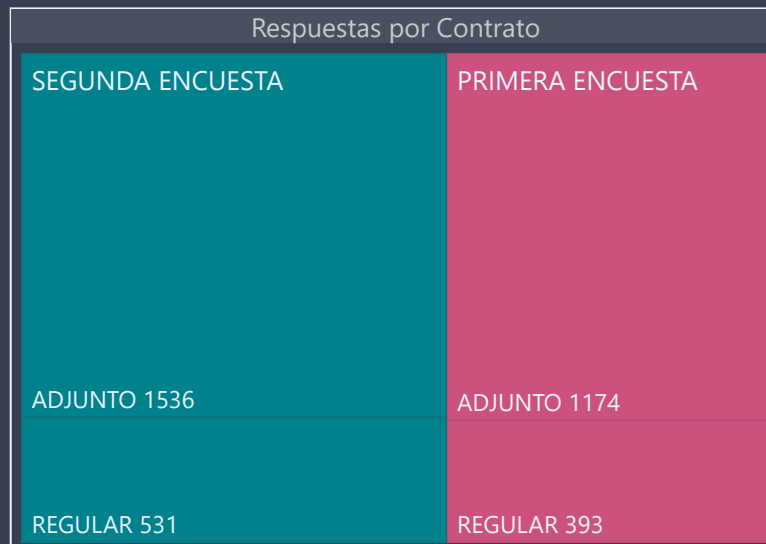 Respuestas por Contrato
SEGUNDA ENCUESTA
ADJUNTO 1536
REGULAR 531
PRIMERA ENCUESTA
ADJUNTO 1174
REGULAR 393